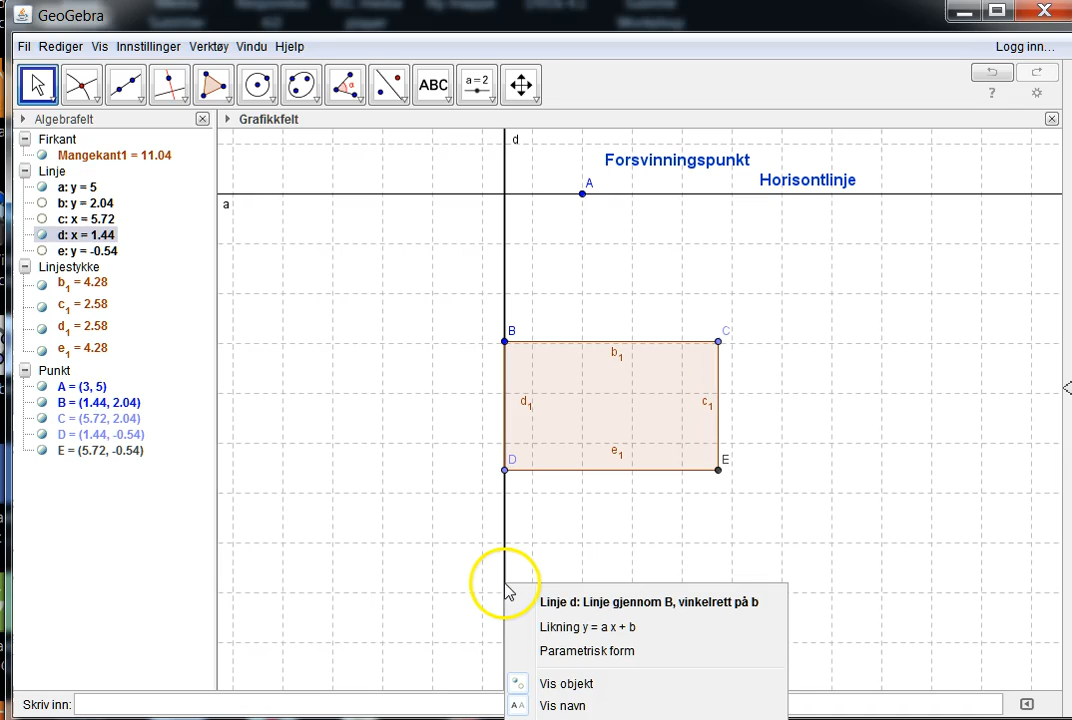 GeoGebra
Fil Rediger Vis Innstillinger Verktøy Vindu Hjelp Logg inn...
ABC a=2
Algebrafelt Grafikkfelt
Firkant
Mangekant1 = 11.04
Linje
a: y = 5
b: y = 2.04
c: x = 5.72
d: x = 1.44
e: y = -0.54
Linjestykke
b1 = 4.28
c1 = 2.58
d1 = 2.58
e1 = 4.28
Punkt
A = (3, 5)
B = (1.44, 2.04)
C = (5.72, 2.04)
D = (1.44, -0.54)
E = (5.72, -0.54)
d
Forsvinningspunkt
A Horisontlinje
a
B C
b1
d1 c1
e1
D E
Linje d: Linje gjennom B, vinkelrett på b
Likning y = a x + b
Parametrisk form
Vis objekt
AA Vis navn
Skriv inn: